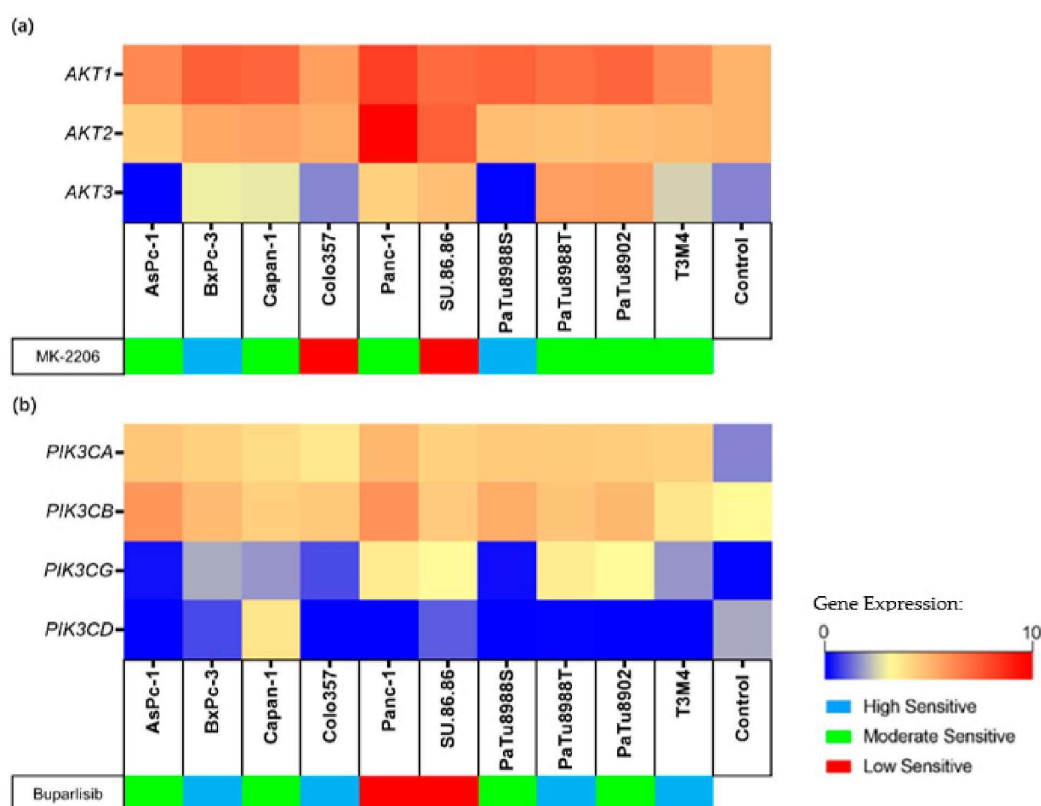 (a)
AKT1
AKT2
AKT3
AsPc-1
BxPc-3
Capan-1
Colo357
Panc-1
SU.86.86
PaTu8988S
PaTu8988T
PaTu8902
T3M4
Control
MK-2206
(b)
PIK3CA
PIK3CB
PIK3CG
PIK3CD
AsPc-1
BxPc-3
Capan-1
Colo357
Panc-1
SU.86.86
PaTu8988S
PaTu8988T
PaTu8902
T3M4
Control
Buparlisib
Gene Expression:
0 10
High Sensitive
Moderate Sensitive
Low Sensitive